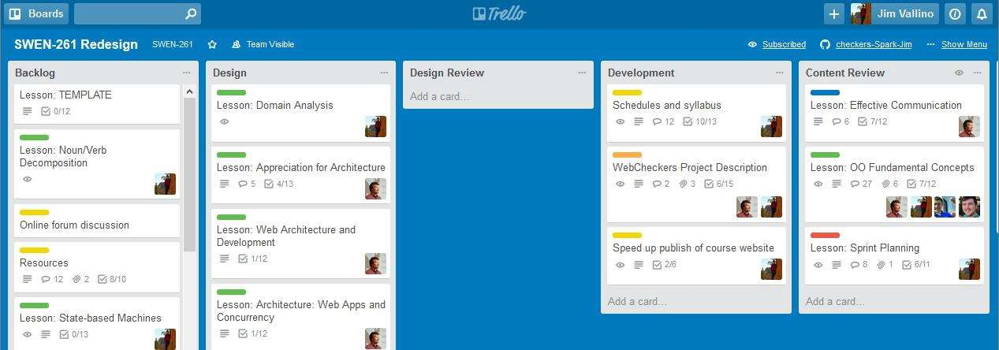 Boards
Trello
Jim Vallino
SWEN-261 Redesign
SWEN-261
Team Visible
Subscribed
checkers-Spark-Jim
Show Menu
Backlog
Lesson: TEMPLATE
0/12
Lesson: Noun/Verb
Decomposition
Online forum discussion
Resources
12 2 8/10
Lesson: State-based Machines
0/13
Design
Lesson: Domain Analysis
Lesson: Appreciation for Architecture
5 4/13
Lesson: Web Architecture and
Development
1/12
Lesson: Architecture: Web Apps and
Concurrency
1/12
Design Review
Add a card...
Development
Schedules and syllabus
12 10/13
WebCheckers Project Description
2 3 6/15
Speed up publish of course website
2/6
Add a card...
Content Review
Lesson: Effective Communication
6 7/12
Lesson: OO Fundamental Concepts
27 6 7/12
Lesson: Sprint Planning
8 1 6/11
Add a card...